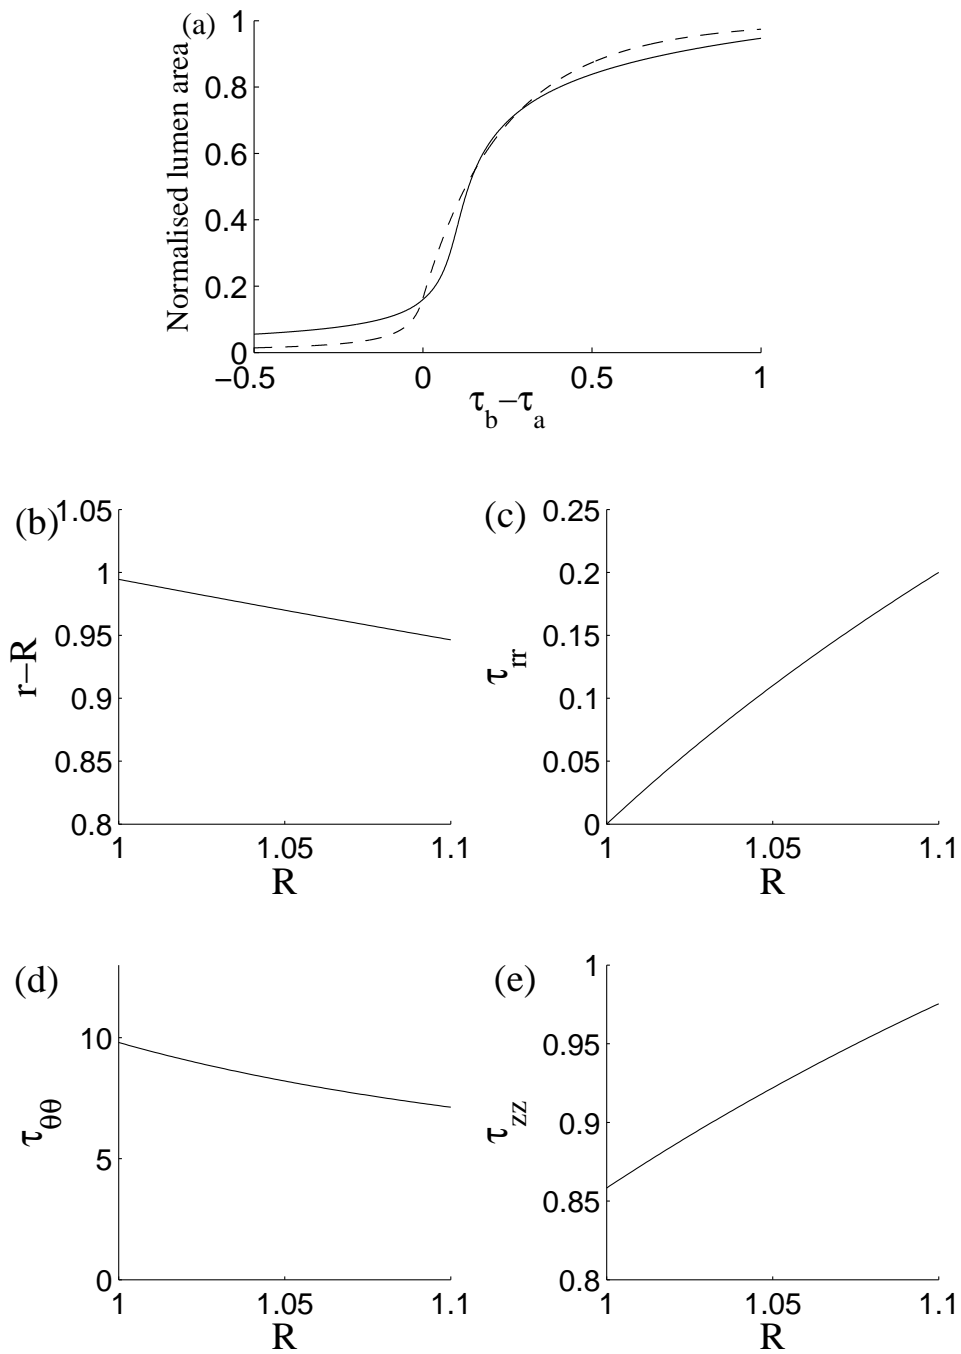 (a)
Normalised lumen area
1
0.8
0.6
0.4
0.2
0
−0.5 0 0.5 1
τb−τa
(b)
r−R
1.05
1
0.95
0.9
0.85
0.8
1 1.05 1.1
R
(c)
τrr
0.25
0.2
0.15
0.1
0.05
0
1 1.05 1.1
R
(d)
τθθ
10
5
0
1 1.05 1.1
R
(e)
τzz
1
0.95
0.9
0.85
0.8
1 1.05 1.1
R